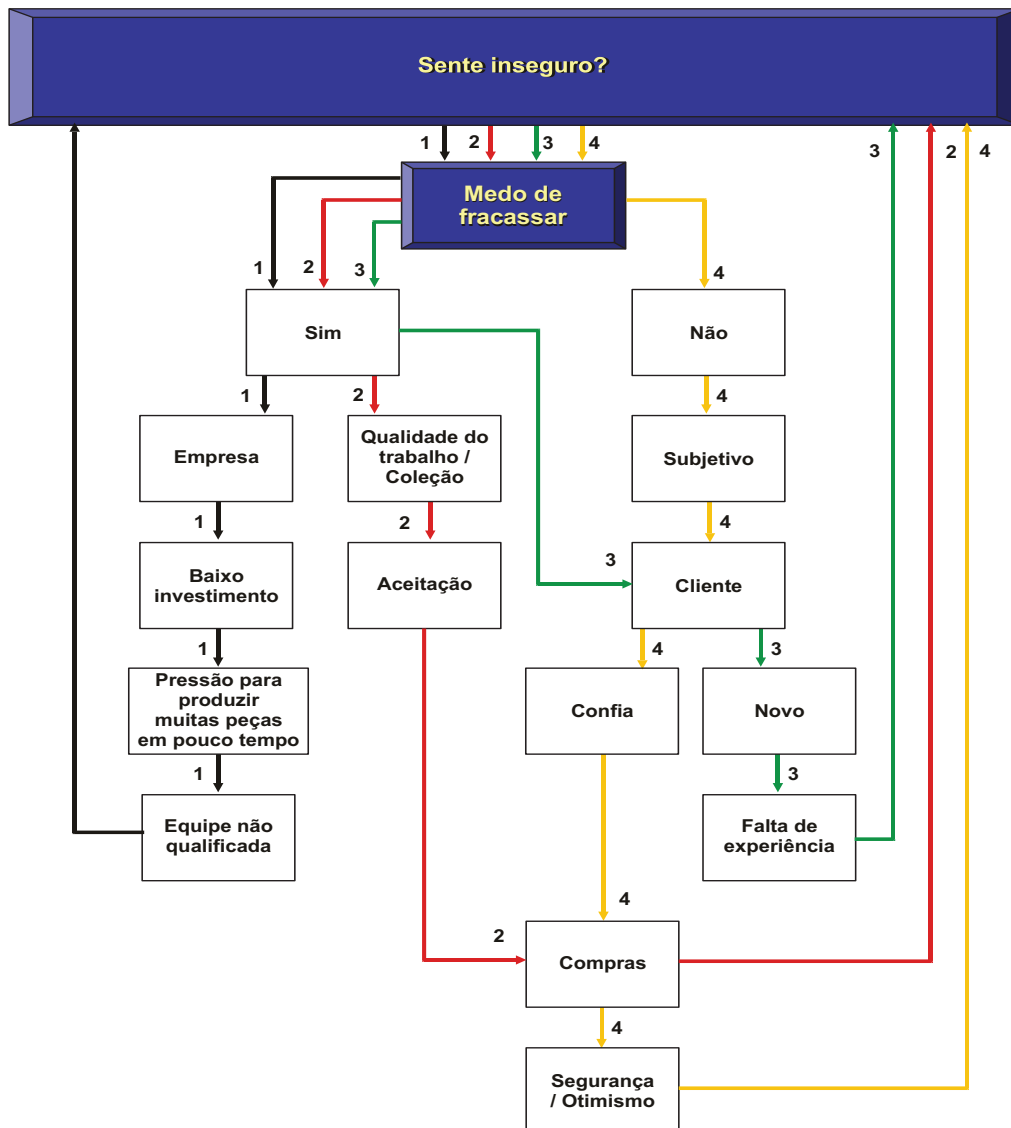 Sente inseguro?
1
2
3
4
3
2
4
Medo de
fracassar
1
2
3
4
Sim
Não
1
2
4
Empresa
Qualidade do
trabalho /
Coleção
Subjetivo
1
2
4
Baixo
investimento
Aceitação
3
Cliente
1
4
3
Pressão para
produzir
muitas peças
em pouco tempo
Confia
Novo
1
3
Equipe não
qualificada
Falta de
experiência
4
2
Compras
4
Segurança
/ Otimismo